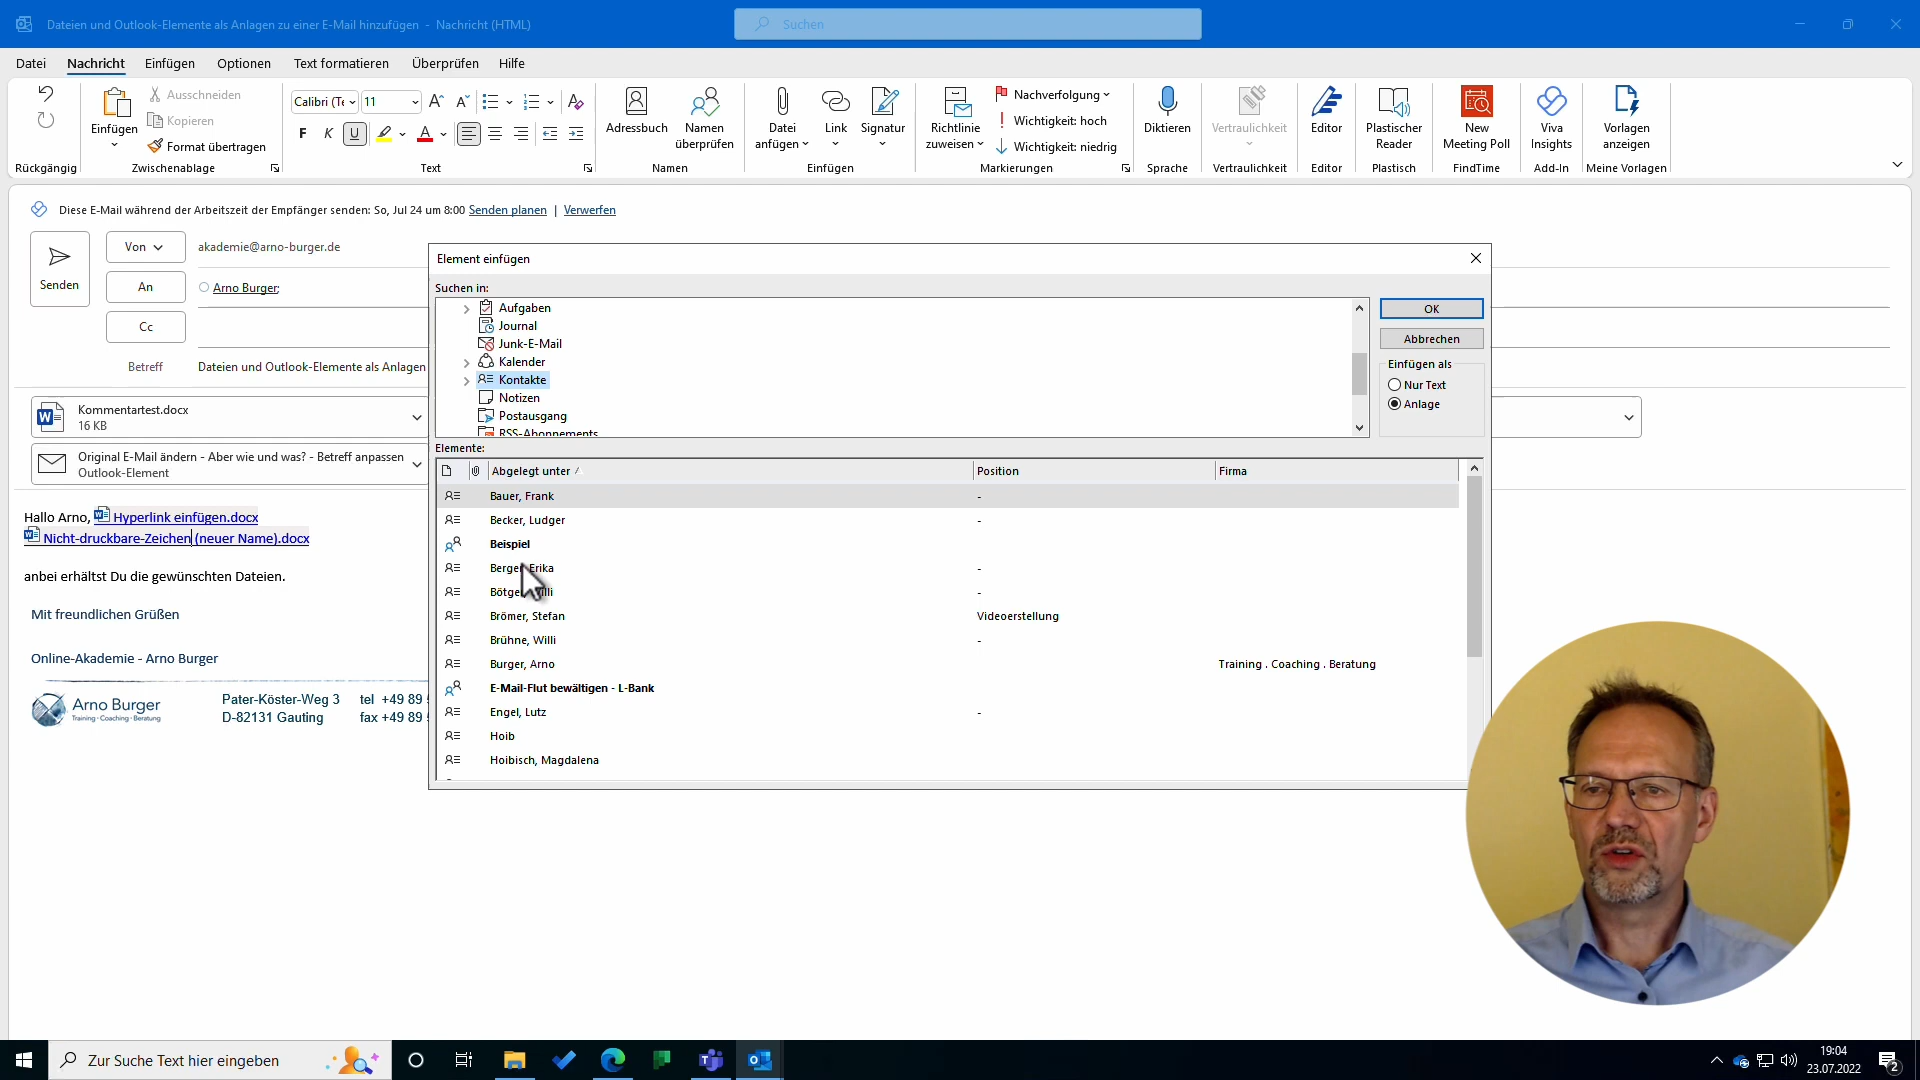 Dateien und Outlook-Elemente als Anlagen zu einer E-Mail hinzufügen - Nachricht (HTML)
Suchen
Datei Nachricht Einfügen Optionen Text formatieren Überprüfen Hilfe
Einfügen
Ausschneiden
Kopieren
Format übertragen
Calibri (Te 11
F K U
Adressbuch
Namen überprüfen
Datei anfügen
Link
Signatur
Richtlinie zuweisen
Nachverfolgung
Wichtigkeit: hoch
Wichtigkeit: niedrig
Diktieren
Vertraulichkeit
Editor
Plastischer Reader
New Meeting Poll
Viva Insights
Vorlagen anzeigen
Rückgängig Zwischenablage Text Namen Einfügen Markierungen Sprache Vertraulichkeit Editor Plastisch FindTime Add-In Meine Vorlagen
Diese E-Mail während der Arbeitszeit der Empfänger senden: So, Jul 24 um 8:00 Senden planen | Verwerfen
Senden
Von akademie@arno-burger.de
An Arno Burger;
Cc
Betreff Dateien und Outlook-Elemente als Anlagen
Kommentartest.docx
16 KB
Original E-Mail ändern - Aber wie und was? - Betreff anpassen
Outlook-Element
Hallo Arno, Hyperlink einfügen.docx
Nicht-druckbare-Zeichen (neuer Name).docx
anbei erhältst Du die gewünschten Dateien.
Mit freundlichen Grüßen
Online-Akademie - Arno Burger
Arno Burger
Training · Coaching · Beratung
Pater-Köster-Weg 3 tel +49 89
D-82131 Gauting fax +49 89
Element einfügen
Suchen in:
Aufgaben
Journal
Junk-E-Mail
Kalender
Kontakte
Notizen
Postausgang
RSS-Abonnements
OK
Abbrechen
Einfügen als
Nur Text
Anlage
Elemente:
Abgelegt unter Position Firma
Bauer, Frank -
Becker, Ludger -
Beispiel
Berger, Erika -
Brömer, Stefan Videoerstellung
Brühne, Willi -
Burger, Arno Training . Coaching . Beratung
E-Mail-Flut bewältigen - L-Bank
Engel, Lutz -
Hoib
Hoibisch, Magdalena
Zur Suche Text hier eingeben
19:04
23.07.2022
2